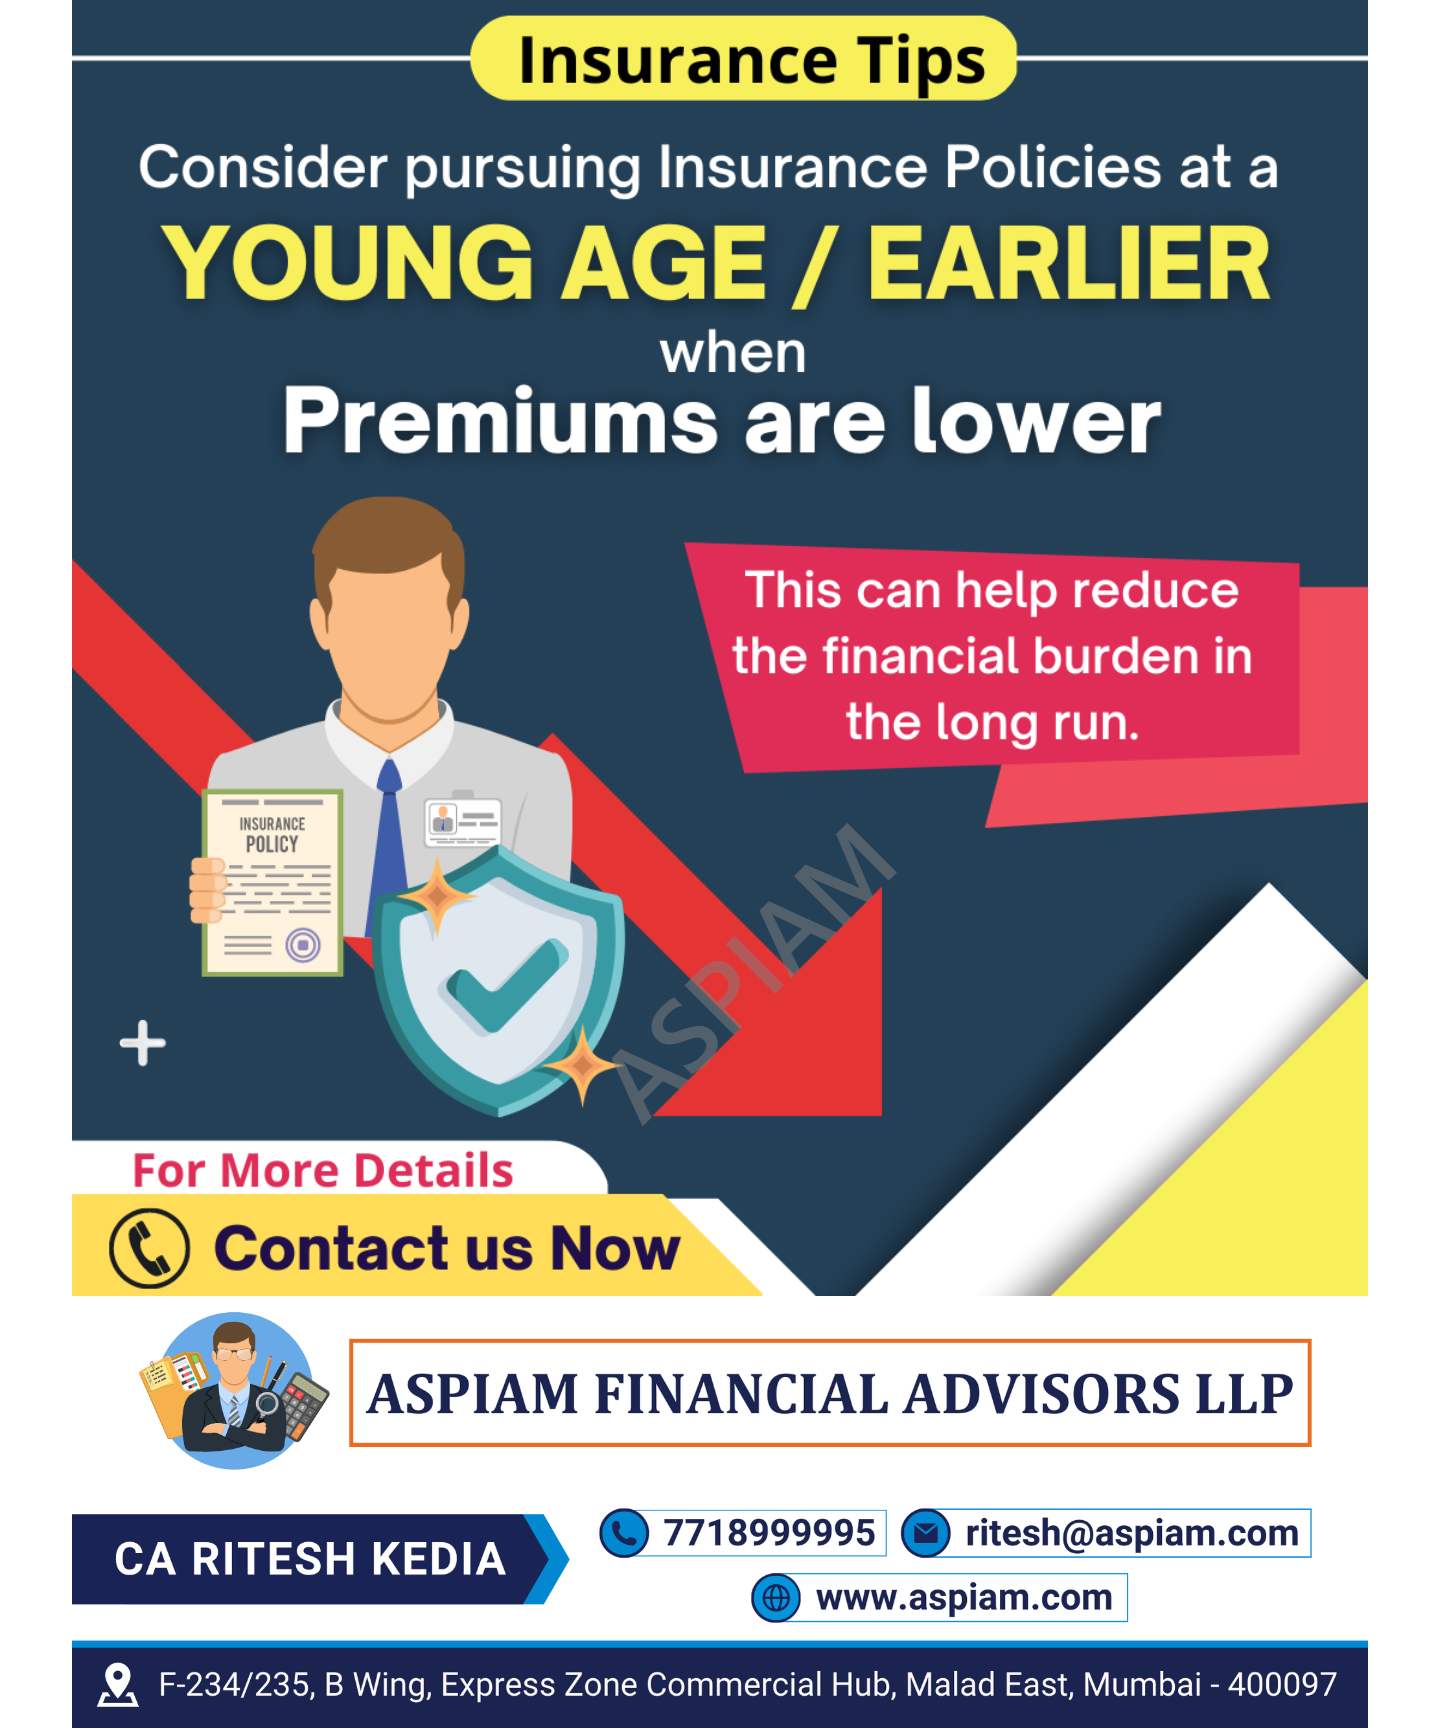 Insurance Tips
Consider pursuing Insurance Policies at a
YOUNG AGE / EARLIER
when
Premiums are lower
This can help reduce
the financial burden in
the long run.
INSURANCE
POLICY
ASPIAM
For More Details
Contact us Now
ASPIAM FINANCIAL ADVISORS LLP
CA RITESH KEDIA
7718999995
ritesh@aspiam.com
www.aspiam.com
F-234/235, B Wing, Express Zone Commercial Hub, Malad East, Mumbai - 400097